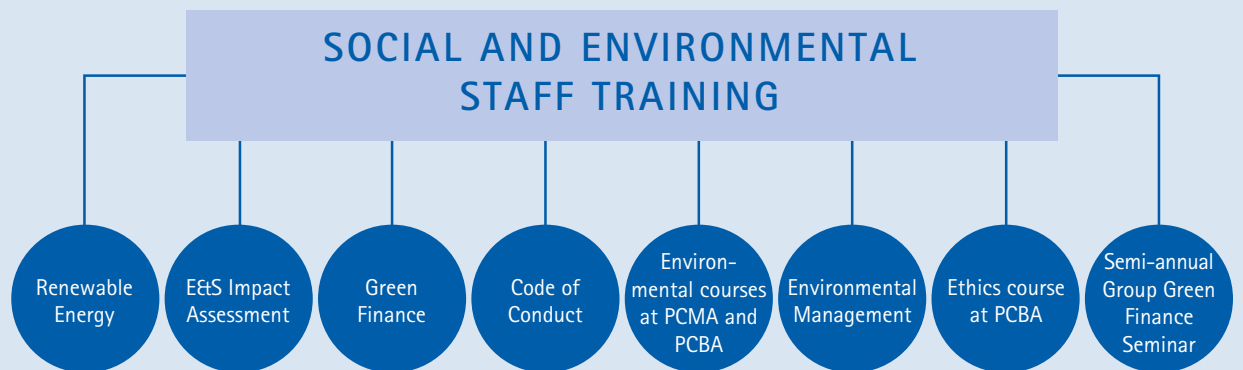 SOCIAL AND ENVIRONMENTAL
STAFF TRAINING
Renewable
Energy
E&S Impact
Assessment
Green
Finance
Code of
Conduct
Environ-
mental courses
at PCMA and
PCBA
Environmental
Management
Ethics course
at PCBA
Semi-annual
Group Green
Finance
Seminar